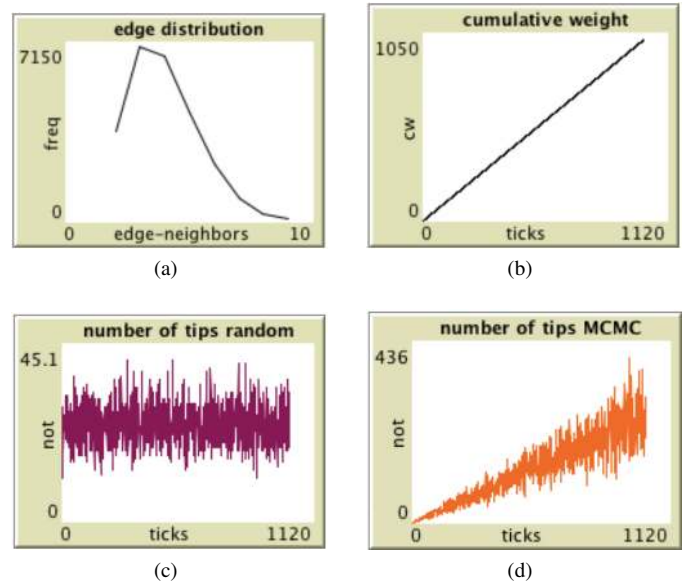 edge distribution
7150
freq
0
0 edge-neighbors 10
(a)
cumulative weight
1050
cw
0
0 ticks 1120
(b)
number of tips random
45.1
not
0
0 ticks 1120
(c)
number of tips MCMC
436
not
0
0 ticks 1120
(d)